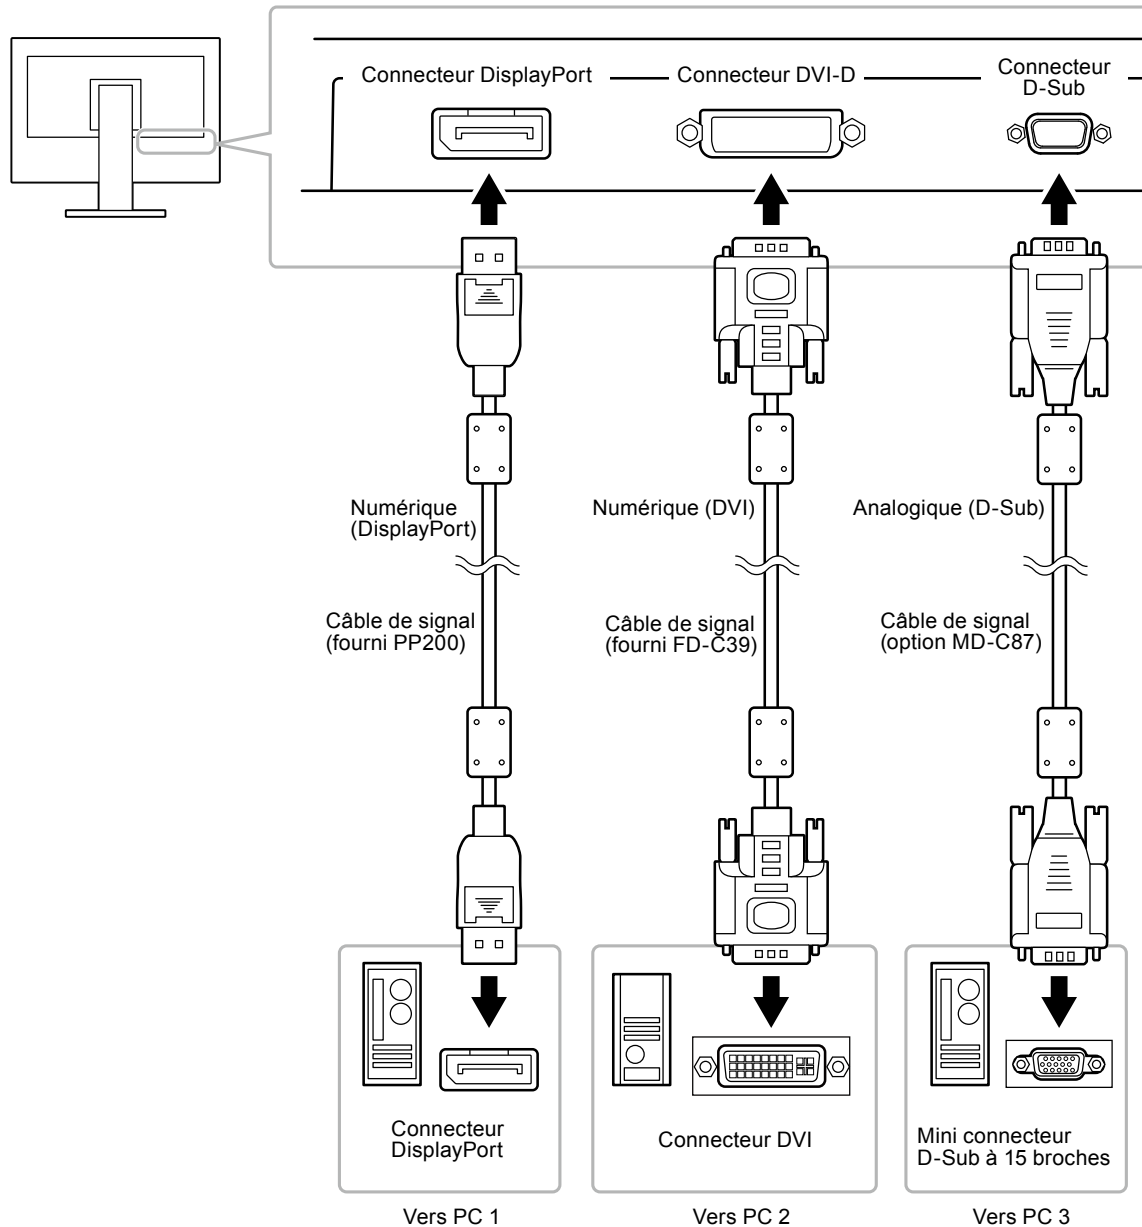 Connecteur DisplayPort
Connecteur DVI-D
Connecteur
D-Sub
Numérique
(DisplayPort)
Numérique (DVI)
Analogique (D-Sub)
Câble de signal
(fourni PP200)
Câble de signal
(fourni FD-C39)
Câble de signal
(option MD-C87)
Connecteur
DisplayPort
Connecteur DVI
Mini connecteur
D-Sub à 15 broches
Vers PC 1
Vers PC 2
Vers PC 3